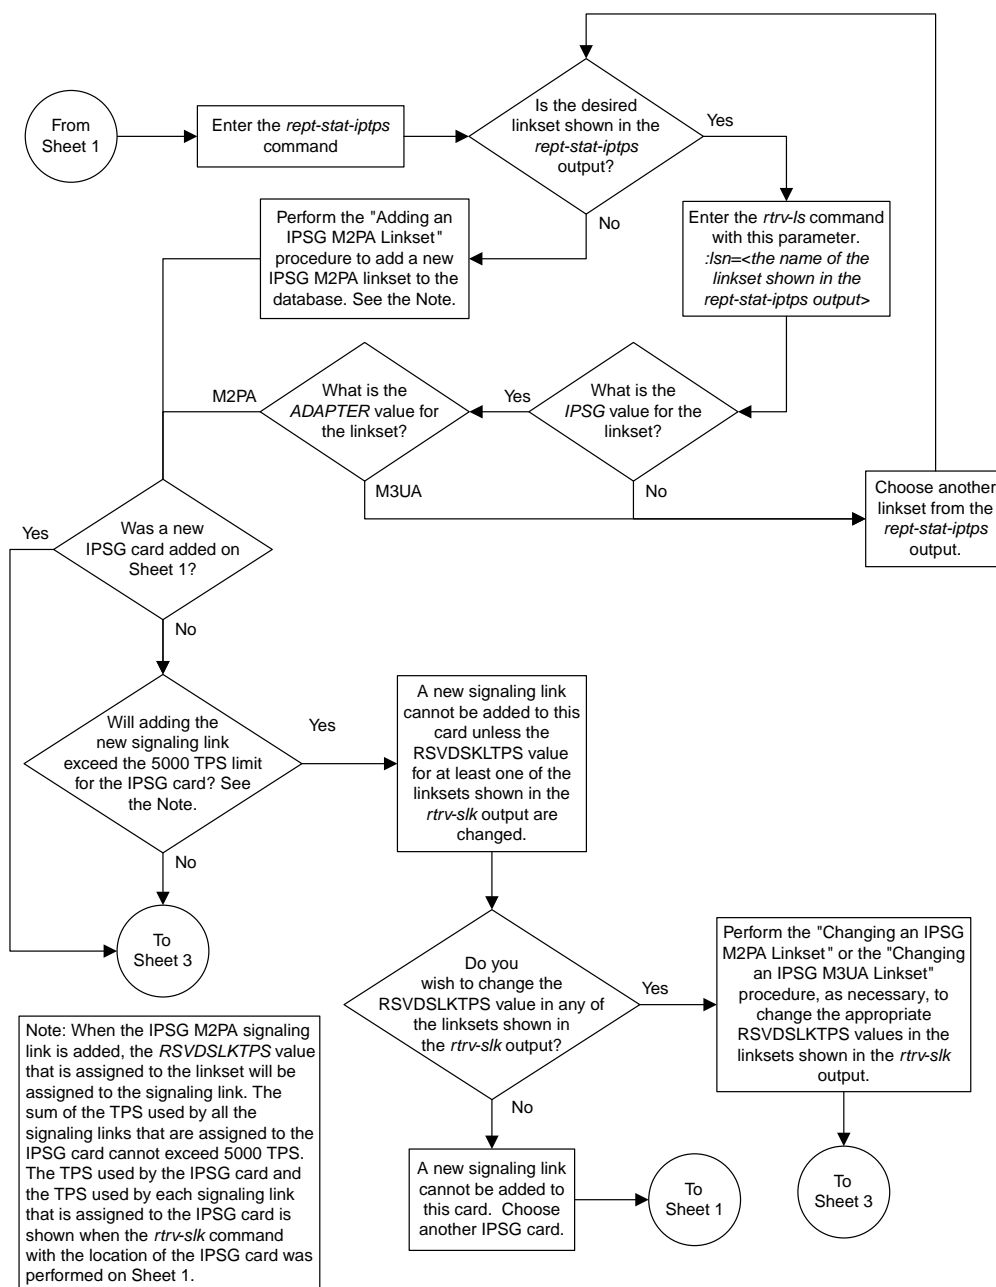 From
Sheet 1
Enter the rept-stat-iptps
command
Is the desired
linkset shown in the
rept-stat-iptps
output?
Yes
No
Perform the "Adding an
IPSG M2PA Linkset"
procedure to add a new
IPSG M2PA linkset to the
database. See the Note.
Enter the rtrv-ls command
with this parameter.
:lsn=<the name of the
linkset shown in the
rept-stat-iptps output>
What is the
IPSG value for the
linkset?
Yes
No
What is the
ADAPTER value for
the linkset?
M2PA
M3UA
Choose another
linkset from the
rept-stat-iptps
output.
Was a new
IPSG card added on
Sheet 1?
Yes
No
Will adding the
new signaling link
exceed the 5000 TPS limit
for the IPSG card? See
the Note.
Yes
No
A new signaling link
cannot be added to this
card unless the
RSVDSKLTPS value
for at least one of the
linksets shown in the
rtrv-slk output are
changed.
To
Sheet 3
Do you
wish to change the
RSVDSLKTPS value in any of
the linksets shown in
the rtrv-slk output?
Yes
No
Perform the "Changing an IPSG
M2PA Linkset" or the "Changing
an IPSG M3UA Linkset"
procedure, as necessary, to
change the appropriate
RSVDSLKTPS values in the
linksets shown in the rtrv-slk
output.
To
Sheet 3
A new signaling link
cannot be added to
this card.  Choose
another IPSG card.
To
Sheet 1
Note: When the IPSG M2PA signaling
link is added, the RSVDSLKTPS value
that is assigned to the linkset will be
assigned to the signaling link. The
sum of the TPS used by all the
signaling links that are assigned to the
IPSG card cannot exceed 5000 TPS.
The TPS used by the IPSG card and
the TPS used by each signaling link
that is assigned to the IPSG card is
shown when the rtrv-slk command
with the location of the IPSG card was
performed on Sheet 1.